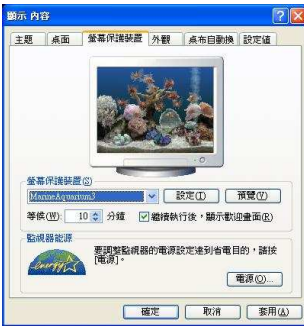 顯示 內容
主題 桌面 螢幕保護裝置 外觀 桌布自動換 設定值
螢幕保護裝置(S)
MarineAquarium3 設定(T) 預覽(V)
等候(W): 10 分鐘 繼續執行後，顯示歡迎畫面(R)
監視器能源
要調整監視器的電源設定達到省電目的，請按
[電源]。
電源(O)...
確定 取消 套用(A)